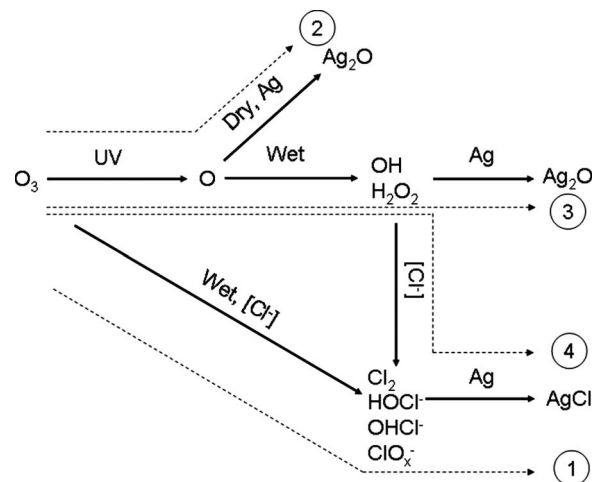 2
Ag₂O
Dry, Ag
UV
Wet
Ag
O₃
O
OH
H₂O₂
Ag₂O
3
Wet, [Cl-]
[Cl-]
4
Cl₂
HOCl-
OHCl-
ClOₓ-
Ag
AgCl
1